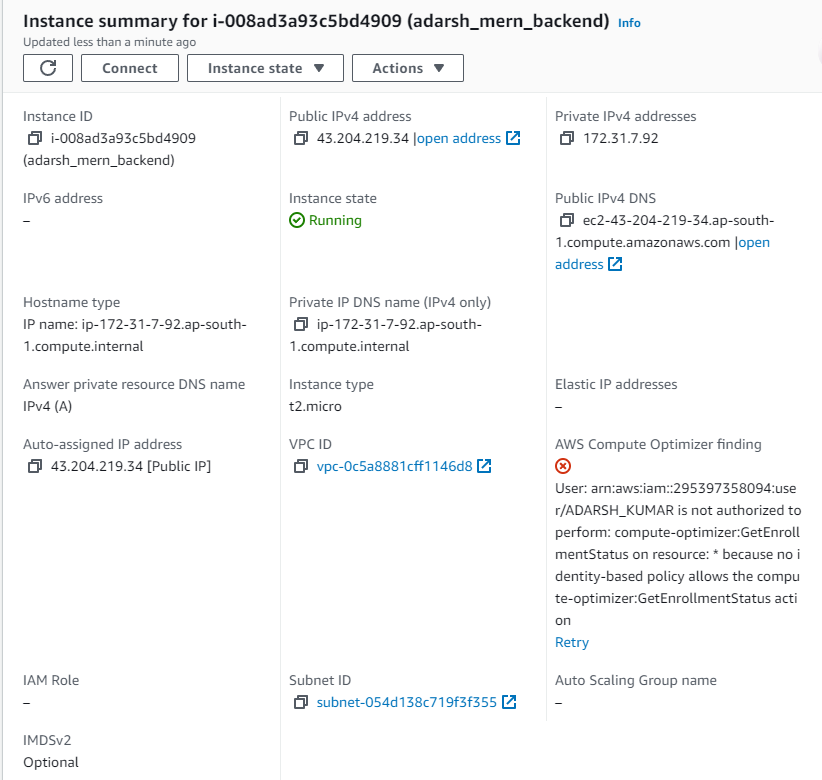 Instance summary for i-008ad3a93c5bd4909 (adarsh_mern_backend) Info
Updated less than a minute ago
Connect
Instance state
Actions
Instance ID
i-008ad3a93c5bd4909
(adarsh_mern_backend)
Public IPv4 address
43.204.219.34 |open address
Private IPv4 addresses
172.31.7.92
IPv6 address
–
Instance state
Running
Public IPv4 DNS
ec2-43-204-219-34.ap-south-
1.compute.amazonaws.com |open
address
Hostname type
IP name: ip-172-31-7-92.ap-south-
1.compute.internal
Private IP DNS name (IPv4 only)
ip-172-31-7-92.ap-south-
1.compute.internal
Answer private resource DNS name
IPv4 (A)
Instance type
t2.micro
Elastic IP addresses
–
Auto-assigned IP address
43.204.219.34 [Public IP]
VPC ID
vpc-0c5a8881cff1146d8
AWS Compute Optimizer finding
User: arn:aws:iam::295397358094:use
r/ADARSH_KUMAR is not authorized to
perform: compute-optimizer:GetEnroll
mentStatus on resource: * because no i
dentity-based policy allows the compu
te-optimizer:GetEnrollmentStatus acti
on
Retry
IAM Role
–
Subnet ID
subnet-054d138c719f3f355
Auto Scaling Group name
–
IMDSv2
Optional